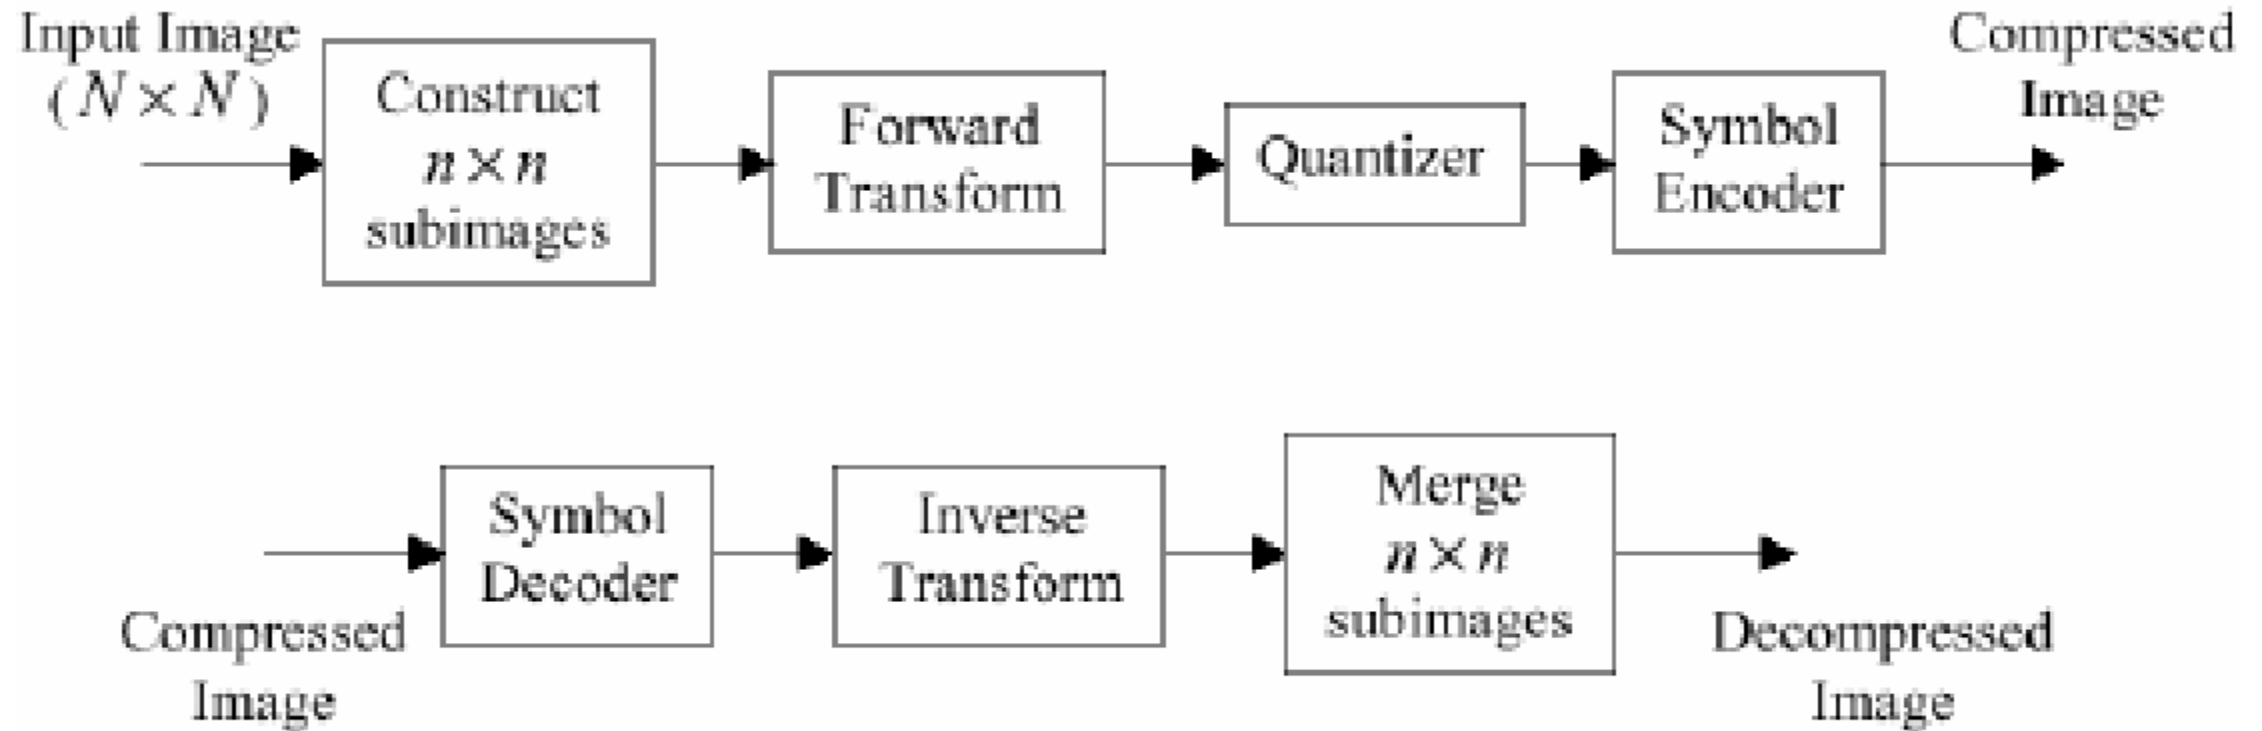 Input Image
(N×N)
Construct
n×n
subimages
Forward
Transform
Quantizer
Symbol
Encoder
Compressed
Image
Compressed
Image
Symbol
Decoder
Inverse
Transform
Merge
n×n
subimages
Decompressed
Image